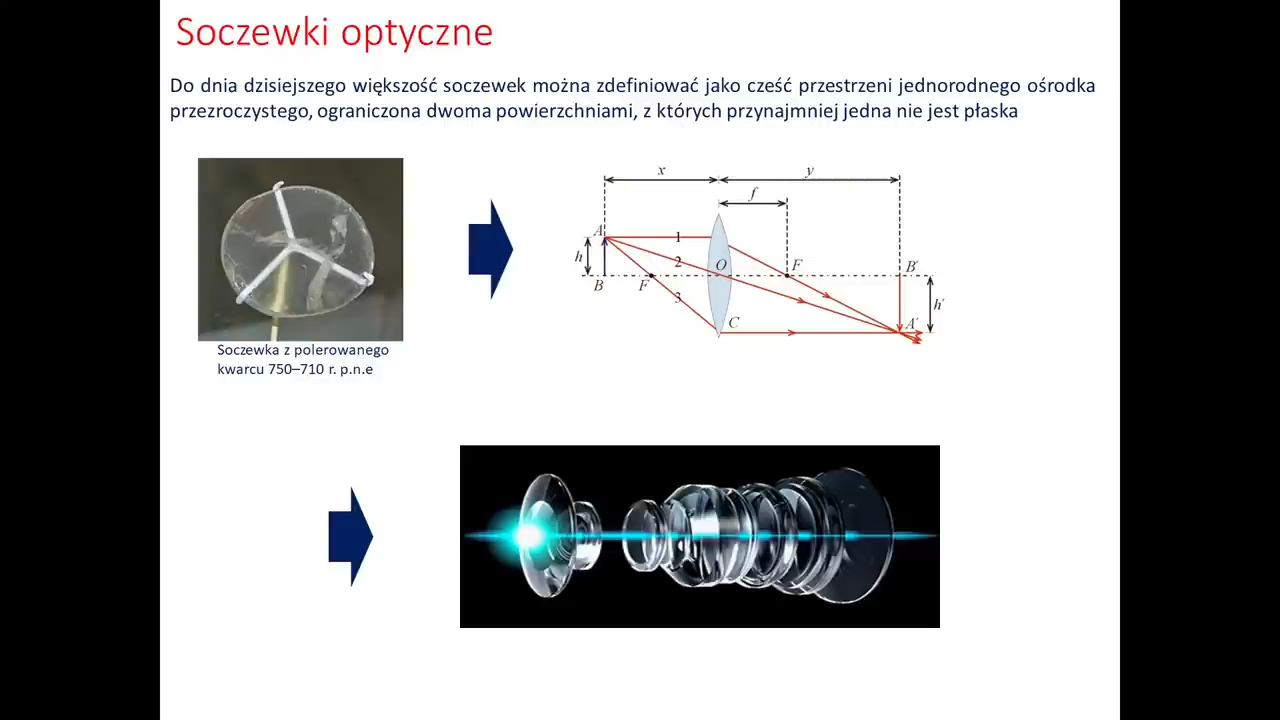 Soczewki optyczne
Do dnia dzisiejszego większość soczewek można zdefiniować jako cześć przestrzeni jednorodnego ośrodka
przezroczystego, ograniczona dwoma powierzchniami, z których przynajmniej jedna nie jest płaska
x
y
f
A
1
h
2
O
F
B′
B
F
3
C
A′
h′
Soczewka z polerowanego
kwarcu 750–710 r. p.n.e